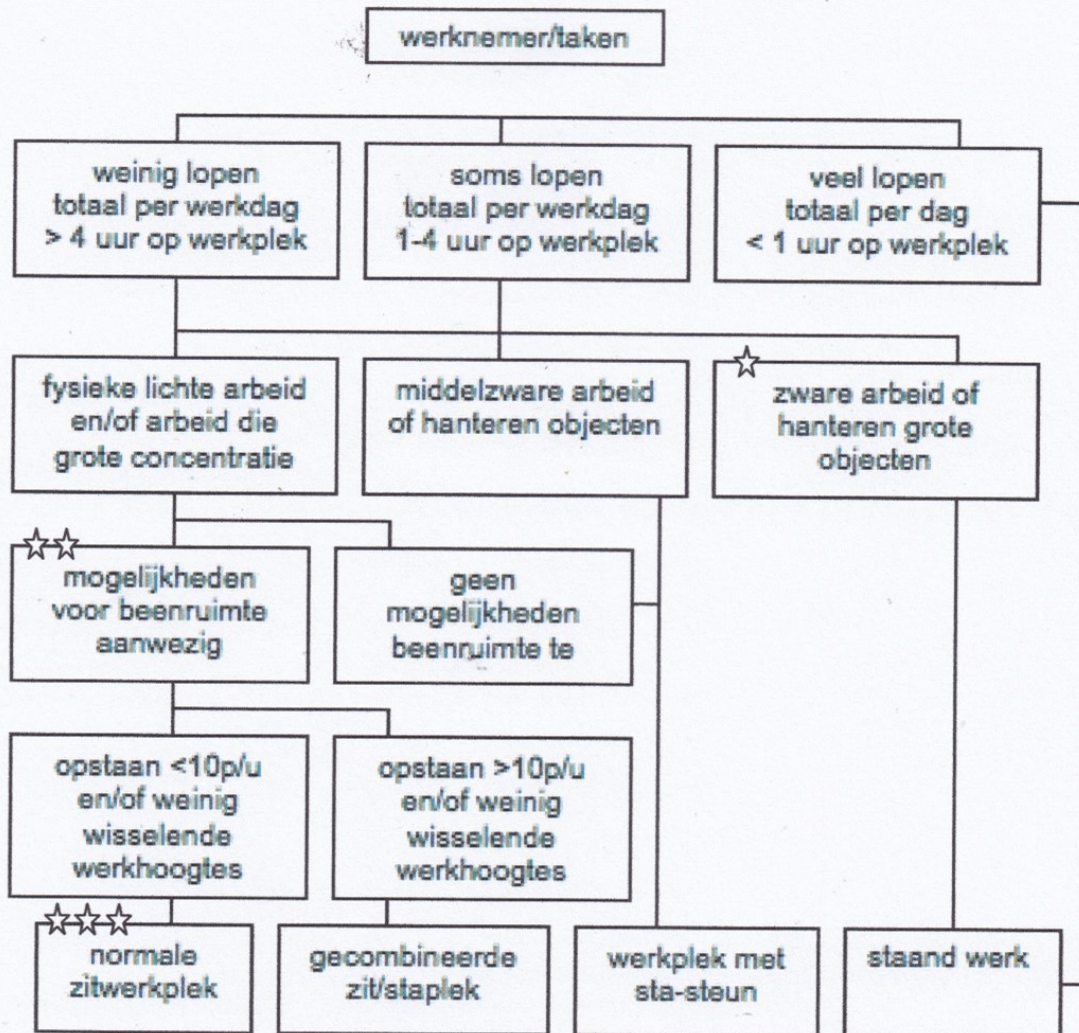 werknemer/taken
weinig lopen
totaal per werkdag
> 4 uur op werkplek
soms lopen
totaal per werkdag
1-4 uur op werkplek
veel lopen
totaal per dag
< 1 uur op werkplek
fysieke lichte arbeid
en/of arbeid die
grote concentratie
middelzware arbeid
of hanteren objecten
zware arbeid of
hanteren grote
objecten
mogelijkheden
voor beenruimte
aanwezig
geen
mogelijkheden
beenruimte te
opstaan <10p/u
en/of weinig
wisselende
werkhoogtes
opstaan >10p/u
en/of weinig
wisselende
werkhoogtes
normale
zitwerkplek
gecombineerde
zit/staplek
werkplek met
sta-steun
staand werk